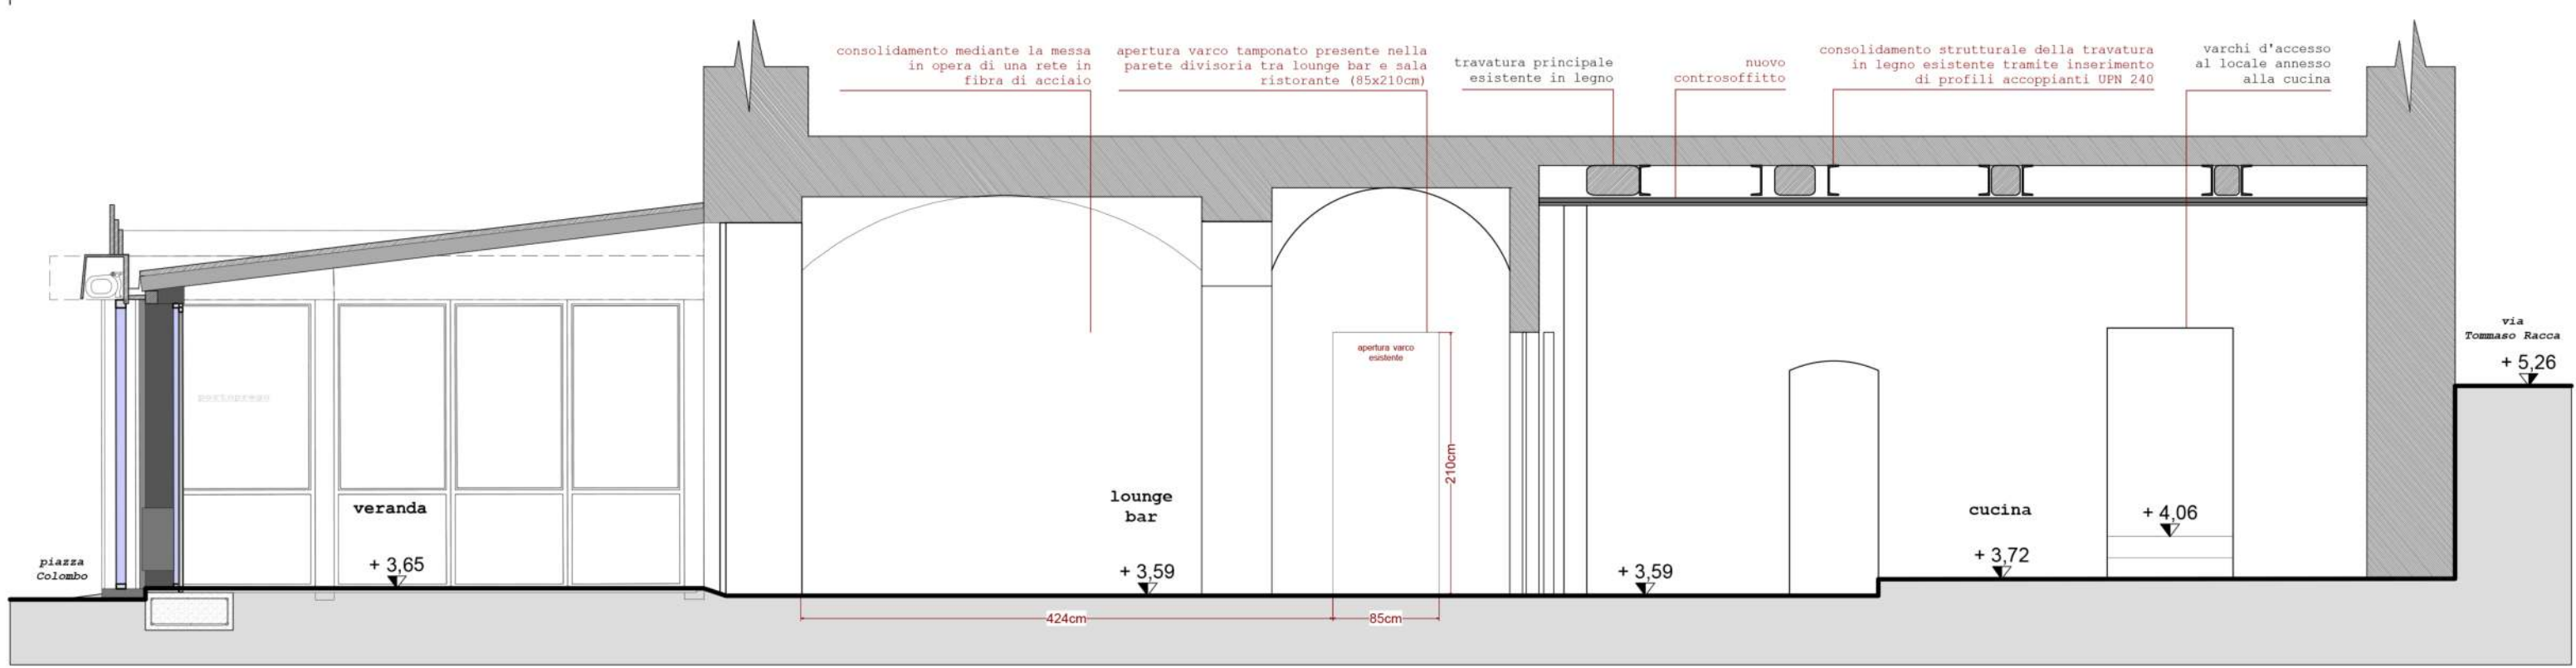 consolidamento mediante la messa
in opera di una rete in
fibra di acciaio
apertura varco tamponato presente nella
parete divisoria tra lounge bar e sala
ristorante (85x210cm)
travatura principale
esistente in legno
nuovo
controsoffitto
consolidamento strutturale della travatura
in legno esistente tramite inserimento
di profili accoppianti UPN 240
varchi d'accesso
al locale annesso
alla cucina
via
Tommaso Racca
+ 5,26
apertura varco
esistente
210cm
veranda
lounge
bar
cucina
+ 4,06
piazza
Colombo
+ 3,65
+ 3,59
+ 3,59
+ 3,72
424cm
85cm